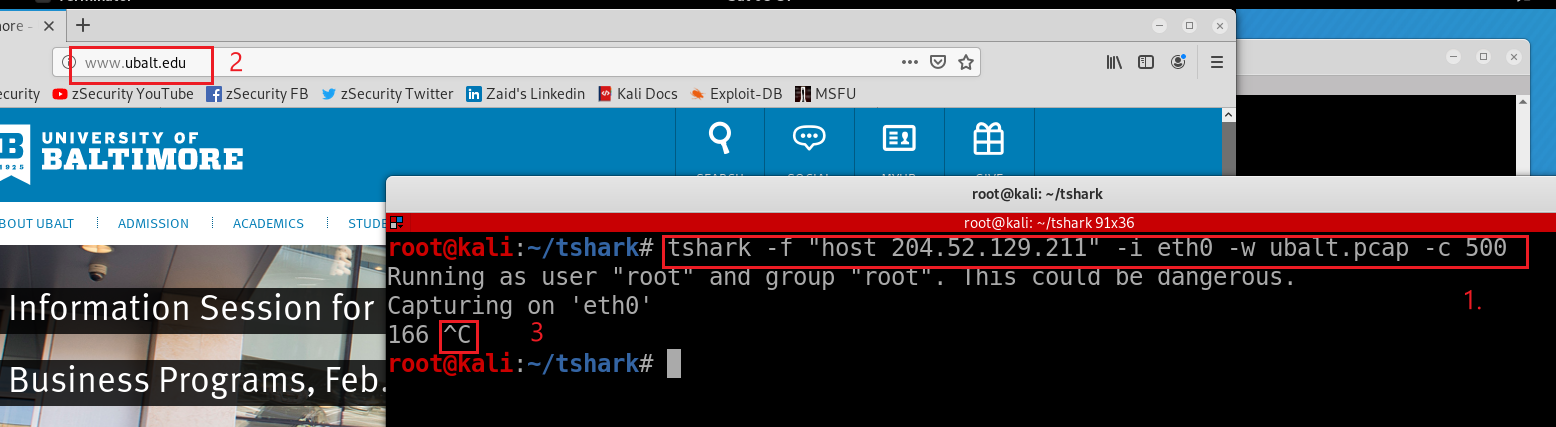 ore -
www.ubalt.edu
2
ecurity zSecurity YouTube zSecurity FB zSecurity Twitter Zaid's Linkedin Kali Docs Exploit-DB MSFU
B
1925
UNIVERSITY OF
BALTIMORE
BOUT UBALT ADMISSION ACADEMICS STUDE
Information Session for
Business Programs, Feb.
root@kali: ~/tshark
root@kali: ~/tshark 91x36
root@kali:~/tshark# tshark -f "host 204.52.129.211" -i eth0 -w ubalt.pcap -c 500
Running as user "root" and group "root". This could be dangerous.
Capturing on 'eth0'
1.
166 ^C
3
root@kali:~/tshark#